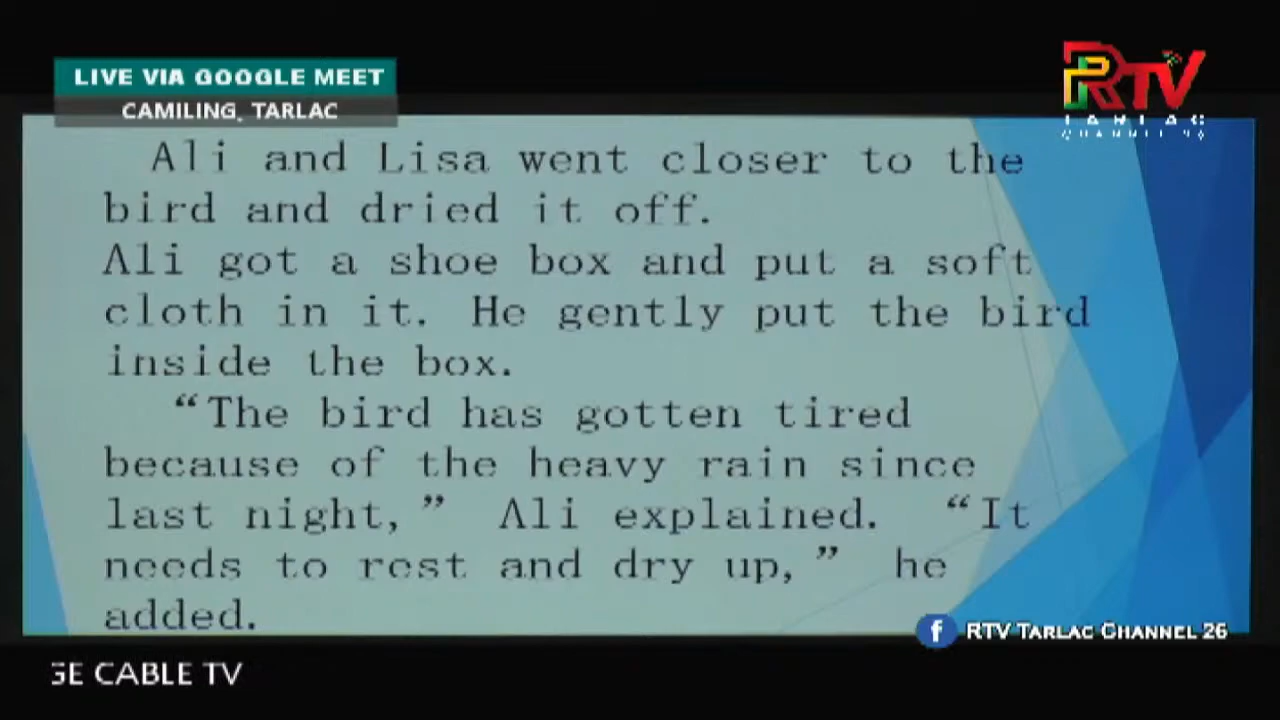 LIVE VIA GOOGLE MEET
CAMILING, TARLAC
RTV
TARLAC
CHANNEL 26
Ali and Lisa went closer to the
bird and dried it off.
Ali got a shoe box and put a soft
cloth in it. He gently put the bird
inside the box.
“The bird has gotten tired
because of the heavy rain since
last night,” Ali explained. “It
needs to rest and dry up,” he
added.
RTV TARLAC CHANNEL 26
GE CABLE TV